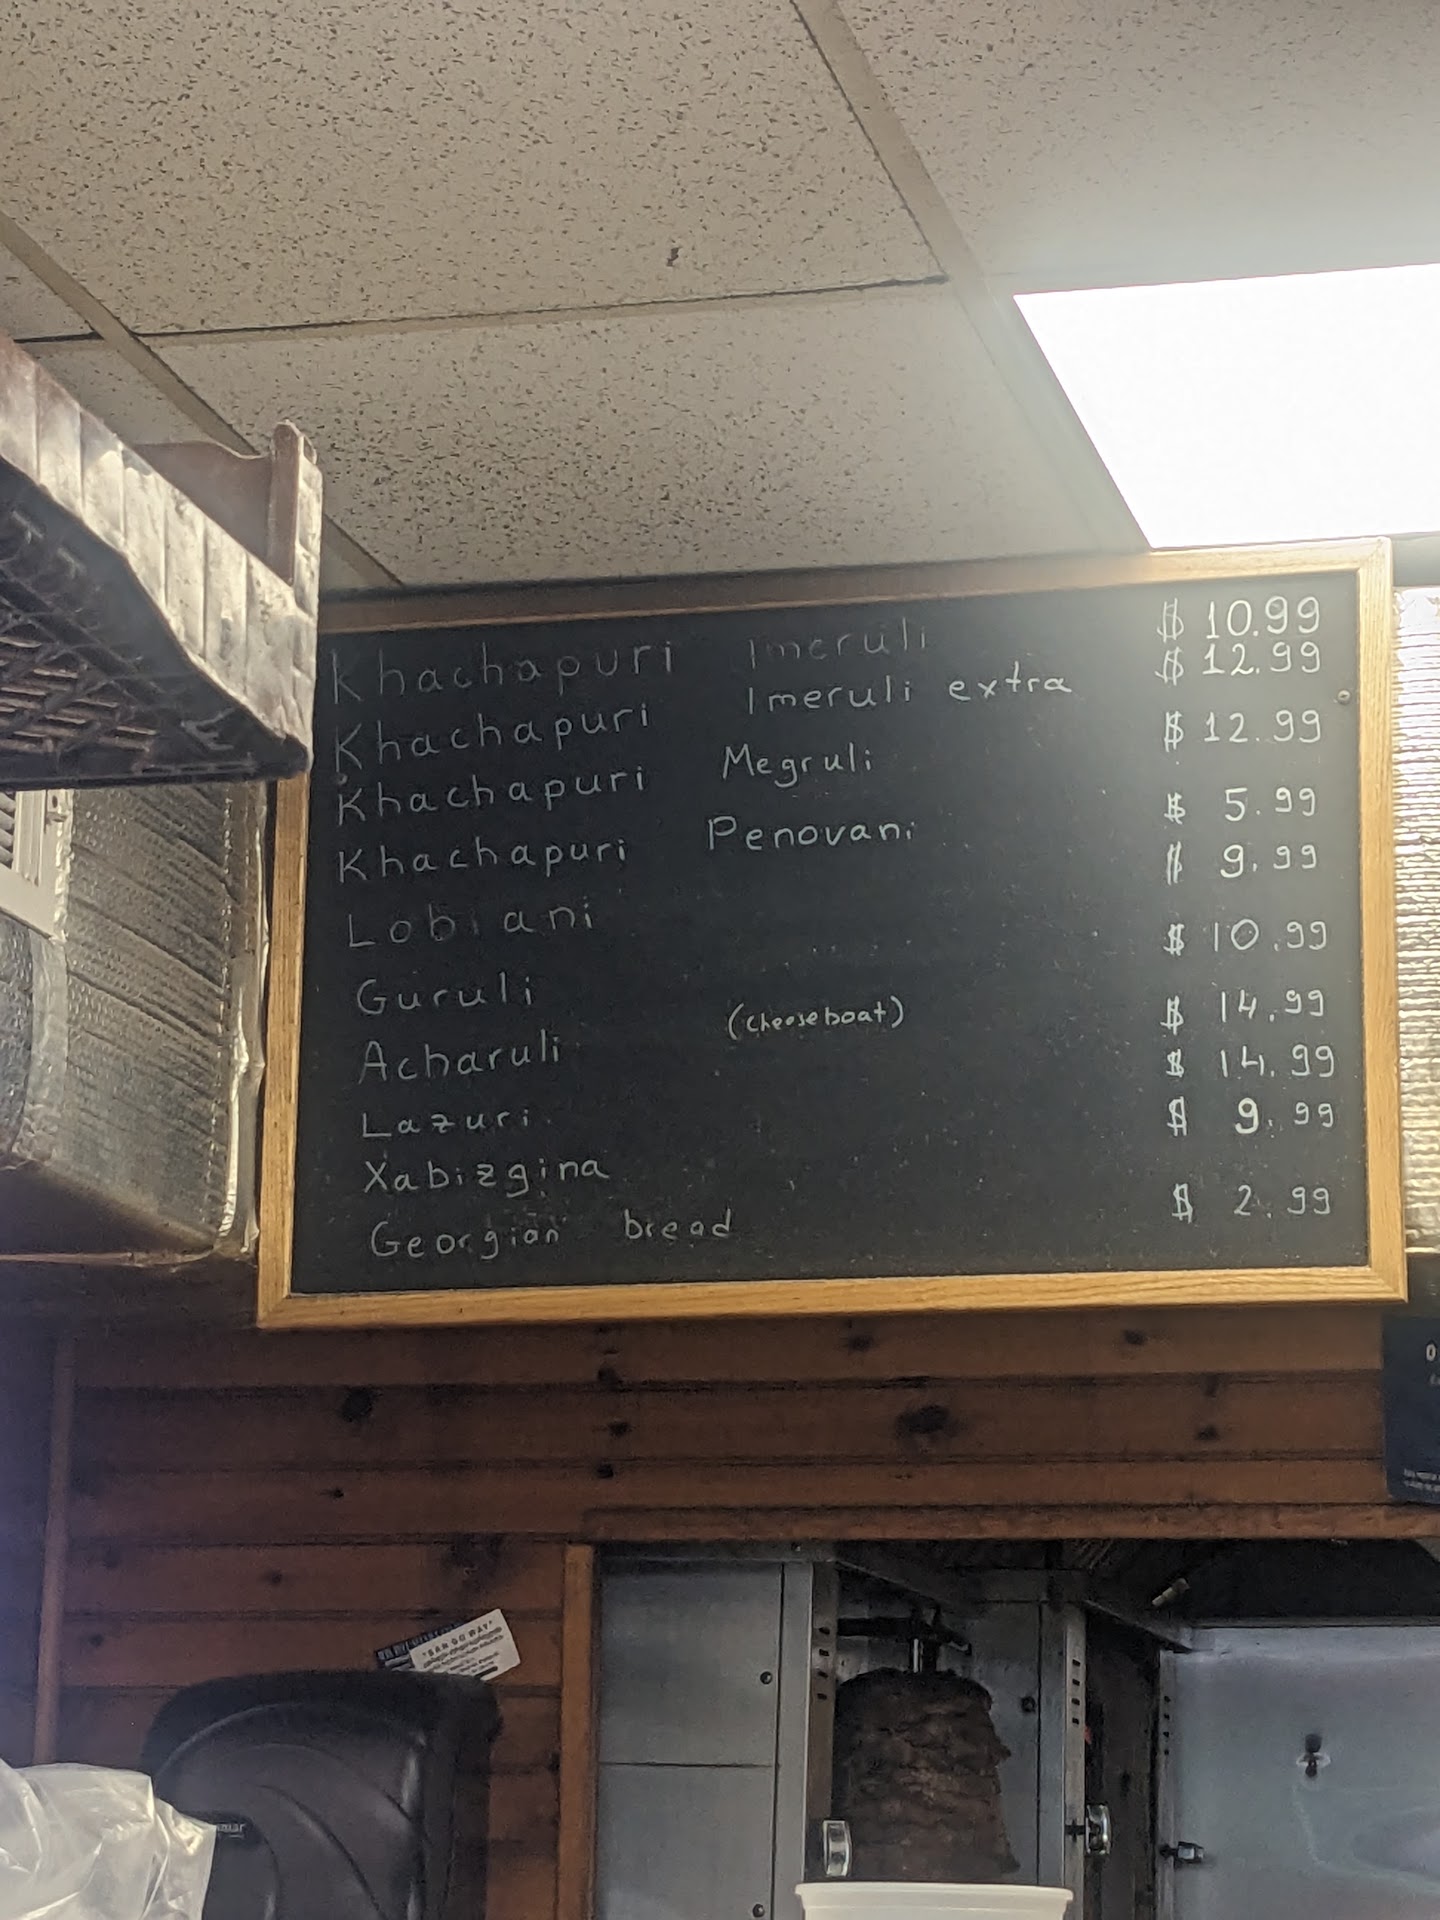 Khachapuri Imeruli $ 10.99
Khachapuri Imeruli extra $ 12.99
Khachapuri Megruli $ 12.99
Khachapuri Penovani $ 5.99
Lobiani $ 9.99
Guruli $ 10.99
Acharuli (cheeseboat) $ 14.99
Lazuri $ 14.99
Xabizgina $ 9.99
Georgian bread $ 2.99